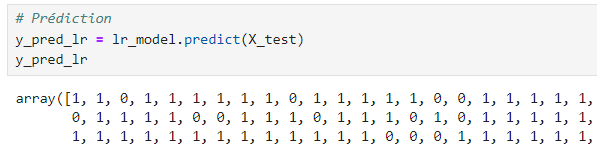 # Prédiction
y_pred_lr = lr_model.predict(X_test)
y_pred_lr
array([1, 1, 0, 1, 1, 1, 1, 1, 1, 0, 1, 1, 1, 1, 1, 0, 0, 1, 1, 1, 1, 1,
0, 1, 1, 1, 1, 0, 0, 1, 1, 1, 0, 1, 1, 1, 0, 1, 0, 1, 1, 1, 1, 1,
1, 1, 1, 1, 1, 1, 1, 1, 1, 1, 1, 1, 1, 0, 0, 0, 1, 1, 1, 1, 1, 1,